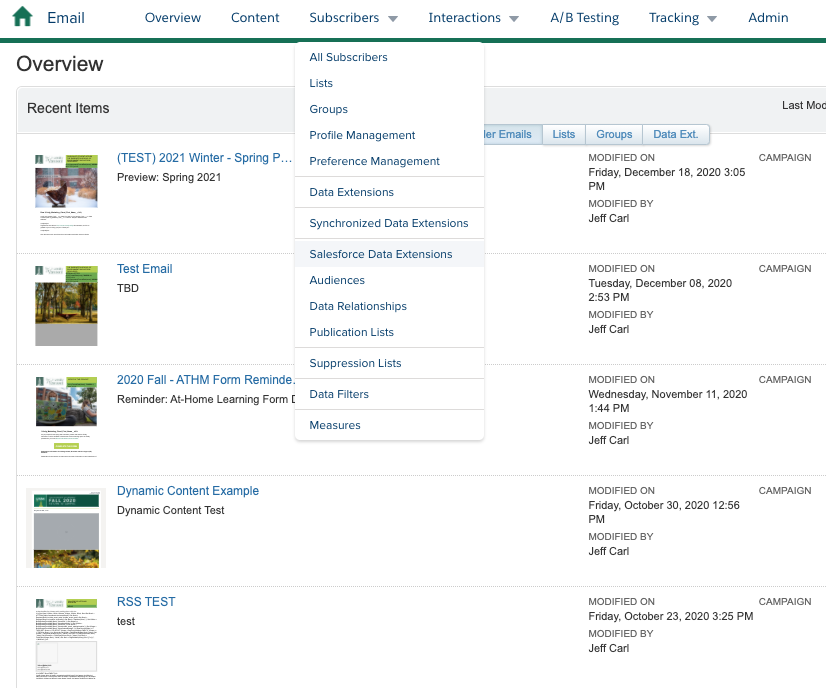 Email
Overview
Content
Subscribers
Interactions
A/B Testing
Tracking
Admin
Overview
All Subscribers
Lists
Groups
Profile Management
Preference Management
Data Extensions
Synchronized Data Extensions
Salesforce Data Extensions
Audiences
Data Relationships
Publication Lists
Suppression Lists
Data Filters
Measures
Recent Items
Last Mod
Emails
Lists
Groups
Data Ext.
(TEST) 2021 Winter - Spring P...
Preview: Spring 2021
MODIFIED ON
Friday, December 18, 2020 3:05
PM
MODIFIED BY
Jeff Carl
CAMPAIGN
Test Email
TBD
MODIFIED ON
Tuesday, December 08, 2020
2:53 PM
MODIFIED BY
Jeff Carl
CAMPAIGN
2020 Fall - ATHM Form Reminde.
Reminder: At-Home Learning Form D
MODIFIED ON
Wednesday, November 11, 2020
1:44 PM
MODIFIED BY
Jeff Carl
CAMPAIGN
FALL 2020
Dynamic Content Example
Dynamic Content Test
MODIFIED ON
Friday, October 30, 2020 12:56
PM
MODIFIED BY
Jeff Carl
CAMPAIGN
RSS TEST
test
MODIFIED ON
Friday, October 23, 2020 3:25 PM
MODIFIED BY
Jeff Carl
CAMPAIGN